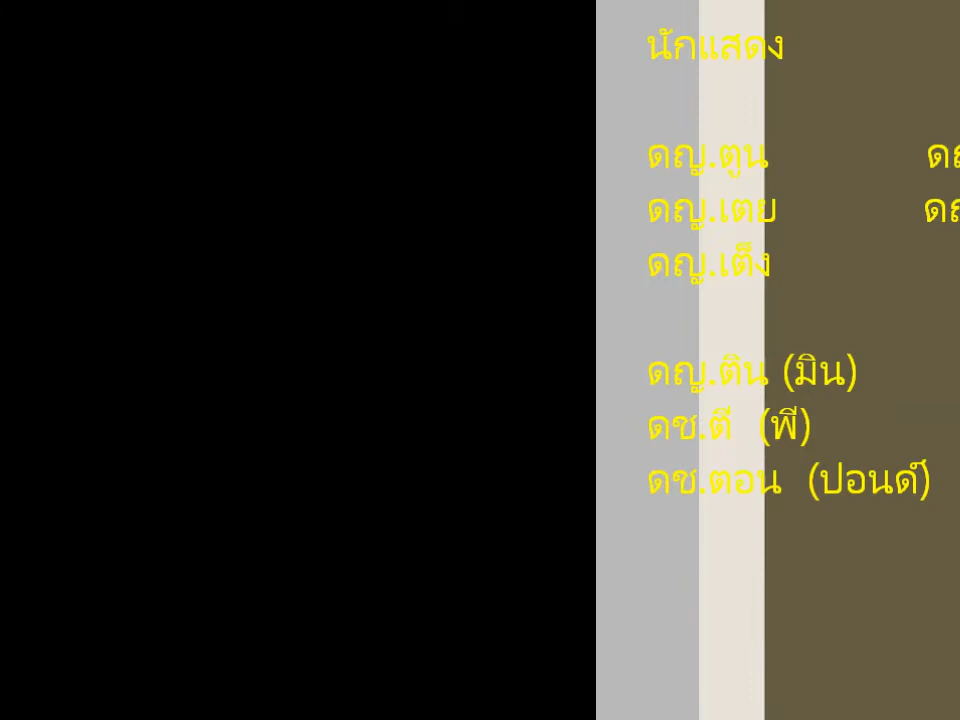 นักแสดง
ดญ.ตูน
ดญ.เตย
ดญ.เต็ง
ดญ.ติน (มิน)
ดช.ตี (พี)
ดช.ตอน (ปอนด์)